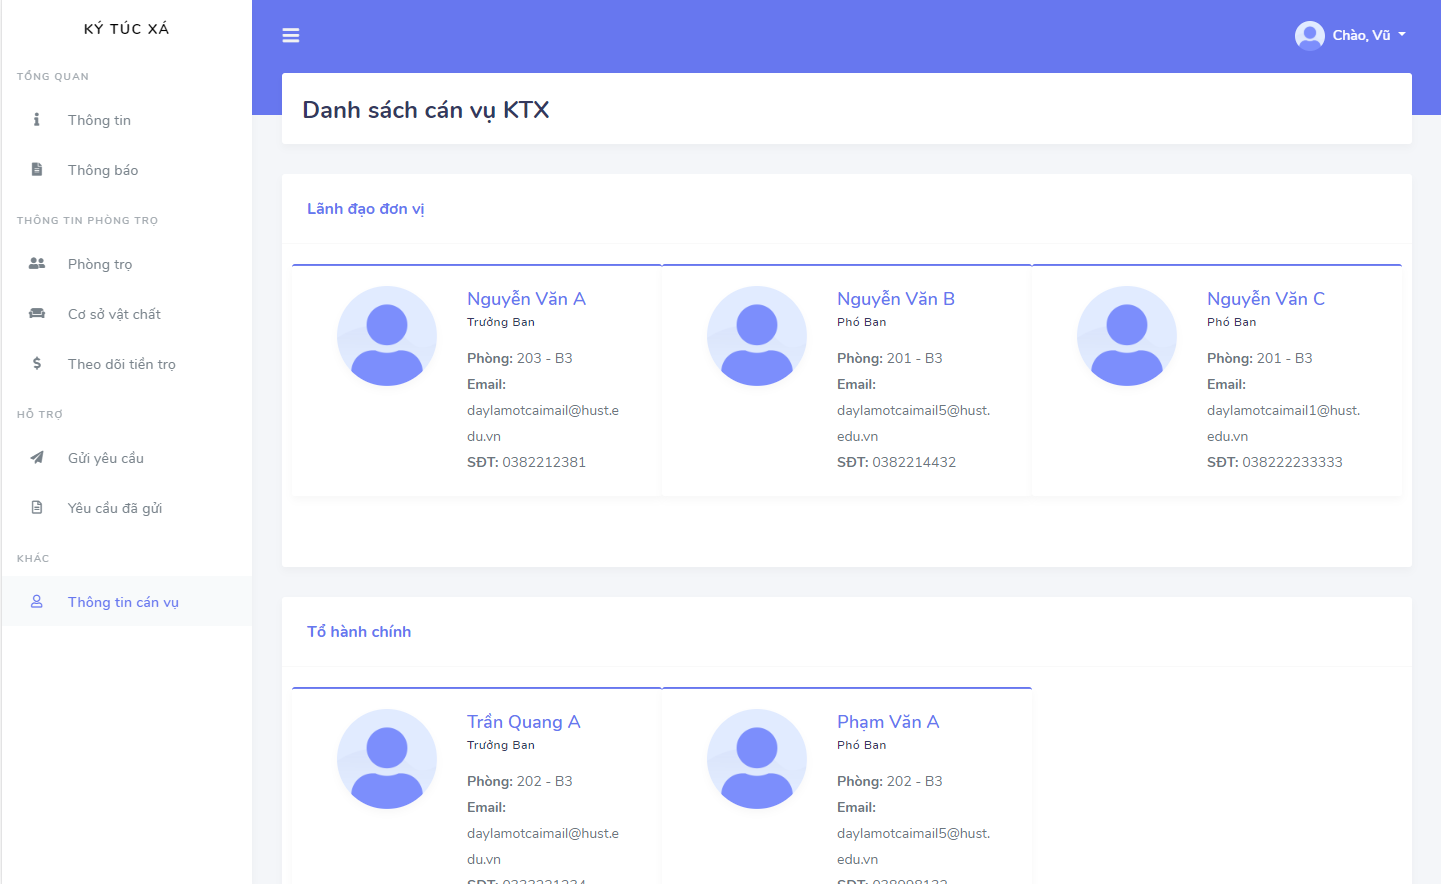 KÝ TÚC XÁ
TỔNG QUAN
Thông tin
Thông báo
THÔNG TIN PHÒNG TRỌ
Phòng trọ
Cơ sở vật chất
Theo dõi tiền trọ
HỖ TRỢ
Gửi yêu cầu
Yêu cầu đã gửi
KHÁC
Thông tin cán vụ
Chào, Vũ
Danh sách cán vụ KTX
Lãnh đạo đơn vị
Nguyễn Văn A
Trưởng Ban
Phòng: 203 - B3
Email:
daylamotcaimail@hust.e
du.vn
SĐT: 0382212381
Nguyễn Văn B
Phó Ban
Phòng: 201 - B3
Email:
daylamotcaimail5@hust.
edu.vn
SĐT: 0382214432
Nguyễn Văn C
Phó Ban
Phòng: 201 - B3
Email:
daylamotcaimail1@hust.
edu.vn
SĐT: 038222233333
Tổ hành chính
Trần Quang A
Trưởng Ban
Phòng: 202 - B3
Email:
daylamotcaimail@hust.e
du.vn
SĐT:
Phạm Văn A
Phó Ban
Phòng: 202 - B3
Email:
daylamotcaimail5@hust.
edu.vn
SĐT: